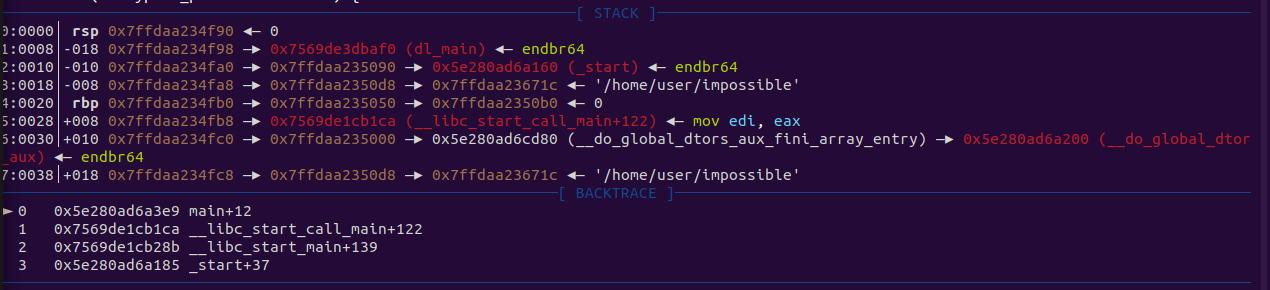 [ STACK ]
0:0000│ rsp 0x7ffdaa234f90 ◂— 0
1:0008│-018 0x7ffdaa234f98 —▸ 0x7569de3dbaf0 (dl_main) ◂— endbr64
2:0010│-010 0x7ffdaa234fa0 —▸ 0x7ffdaa235090 —▸ 0x5e280ad6a160 (_start) ◂— endbr64
3:0018│-008 0x7ffdaa234fa8 —▸ 0x7ffdaa2350d8 —▸ 0x7ffdaa23671c ◂— '/home/user/impossible'
4:0020│ rbp 0x7ffdaa234fb0 —▸ 0x7ffdaa235050 —▸ 0x7ffdaa2350b0 ◂— 0
5:0028│+008 0x7ffdaa234fb8 —▸ 0x7569de1cb1ca (__libc_start_call_main+122) ◂— mov edi, eax
6:0030│+010 0x7ffdaa234fc0 —▸ 0x7ffdaa235000 —▸ 0x5e280ad6cd80 (__do_global_dtors_aux_fini_array_entry) —▸ 0x5e280ad6a200 (__do_global_dtor
_aux) ◂— endbr64
7:0038│+018 0x7ffdaa234fc8 —▸ 0x7ffdaa2350d8 —▸ 0x7ffdaa23671c ◂— '/home/user/impossible'
[ BACKTRACE ]
► 0 0x5e280ad6a3e9 main+12
1 0x7569de1cb1ca __libc_start_call_main+122
2 0x7569de1cb28b __libc_start_main+139
3 0x5e280ad6a185 _start+37